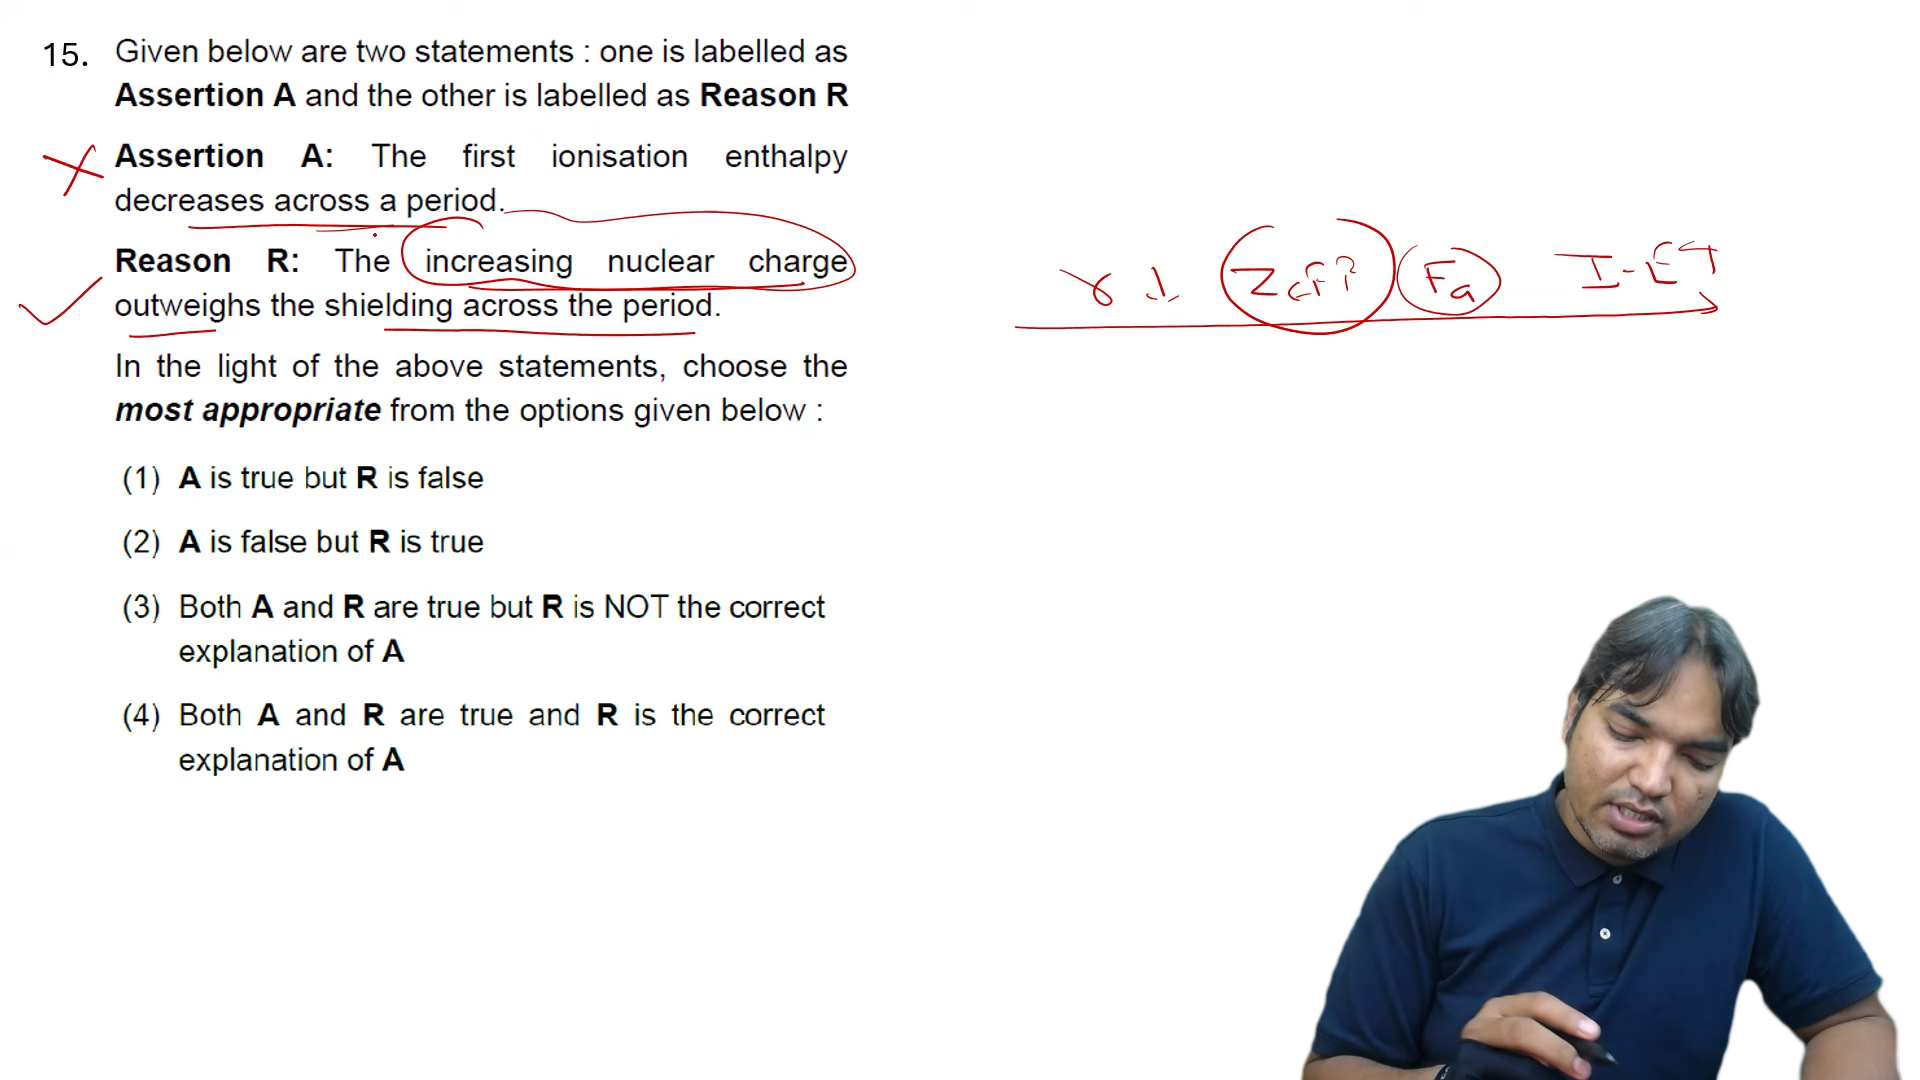 15. Given below are two statements : one is labelled as
Assertion A and the other is labelled as Reason R
Assertion A: The first ionisation enthalpy
decreases across a period.
Reason R: The increasing nuclear charge
outweighs the shielding across the period.
In the light of the above statements, choose the
most appropriate from the options given below :
(1) A is true but R is false
(2) A is false but R is true
(3) Both A and R are true but R is NOT the correct
explanation of A
(4) Both A and R are true and R is the correct
explanation of A
r ↓ Zeff↑ Fa I-E↑